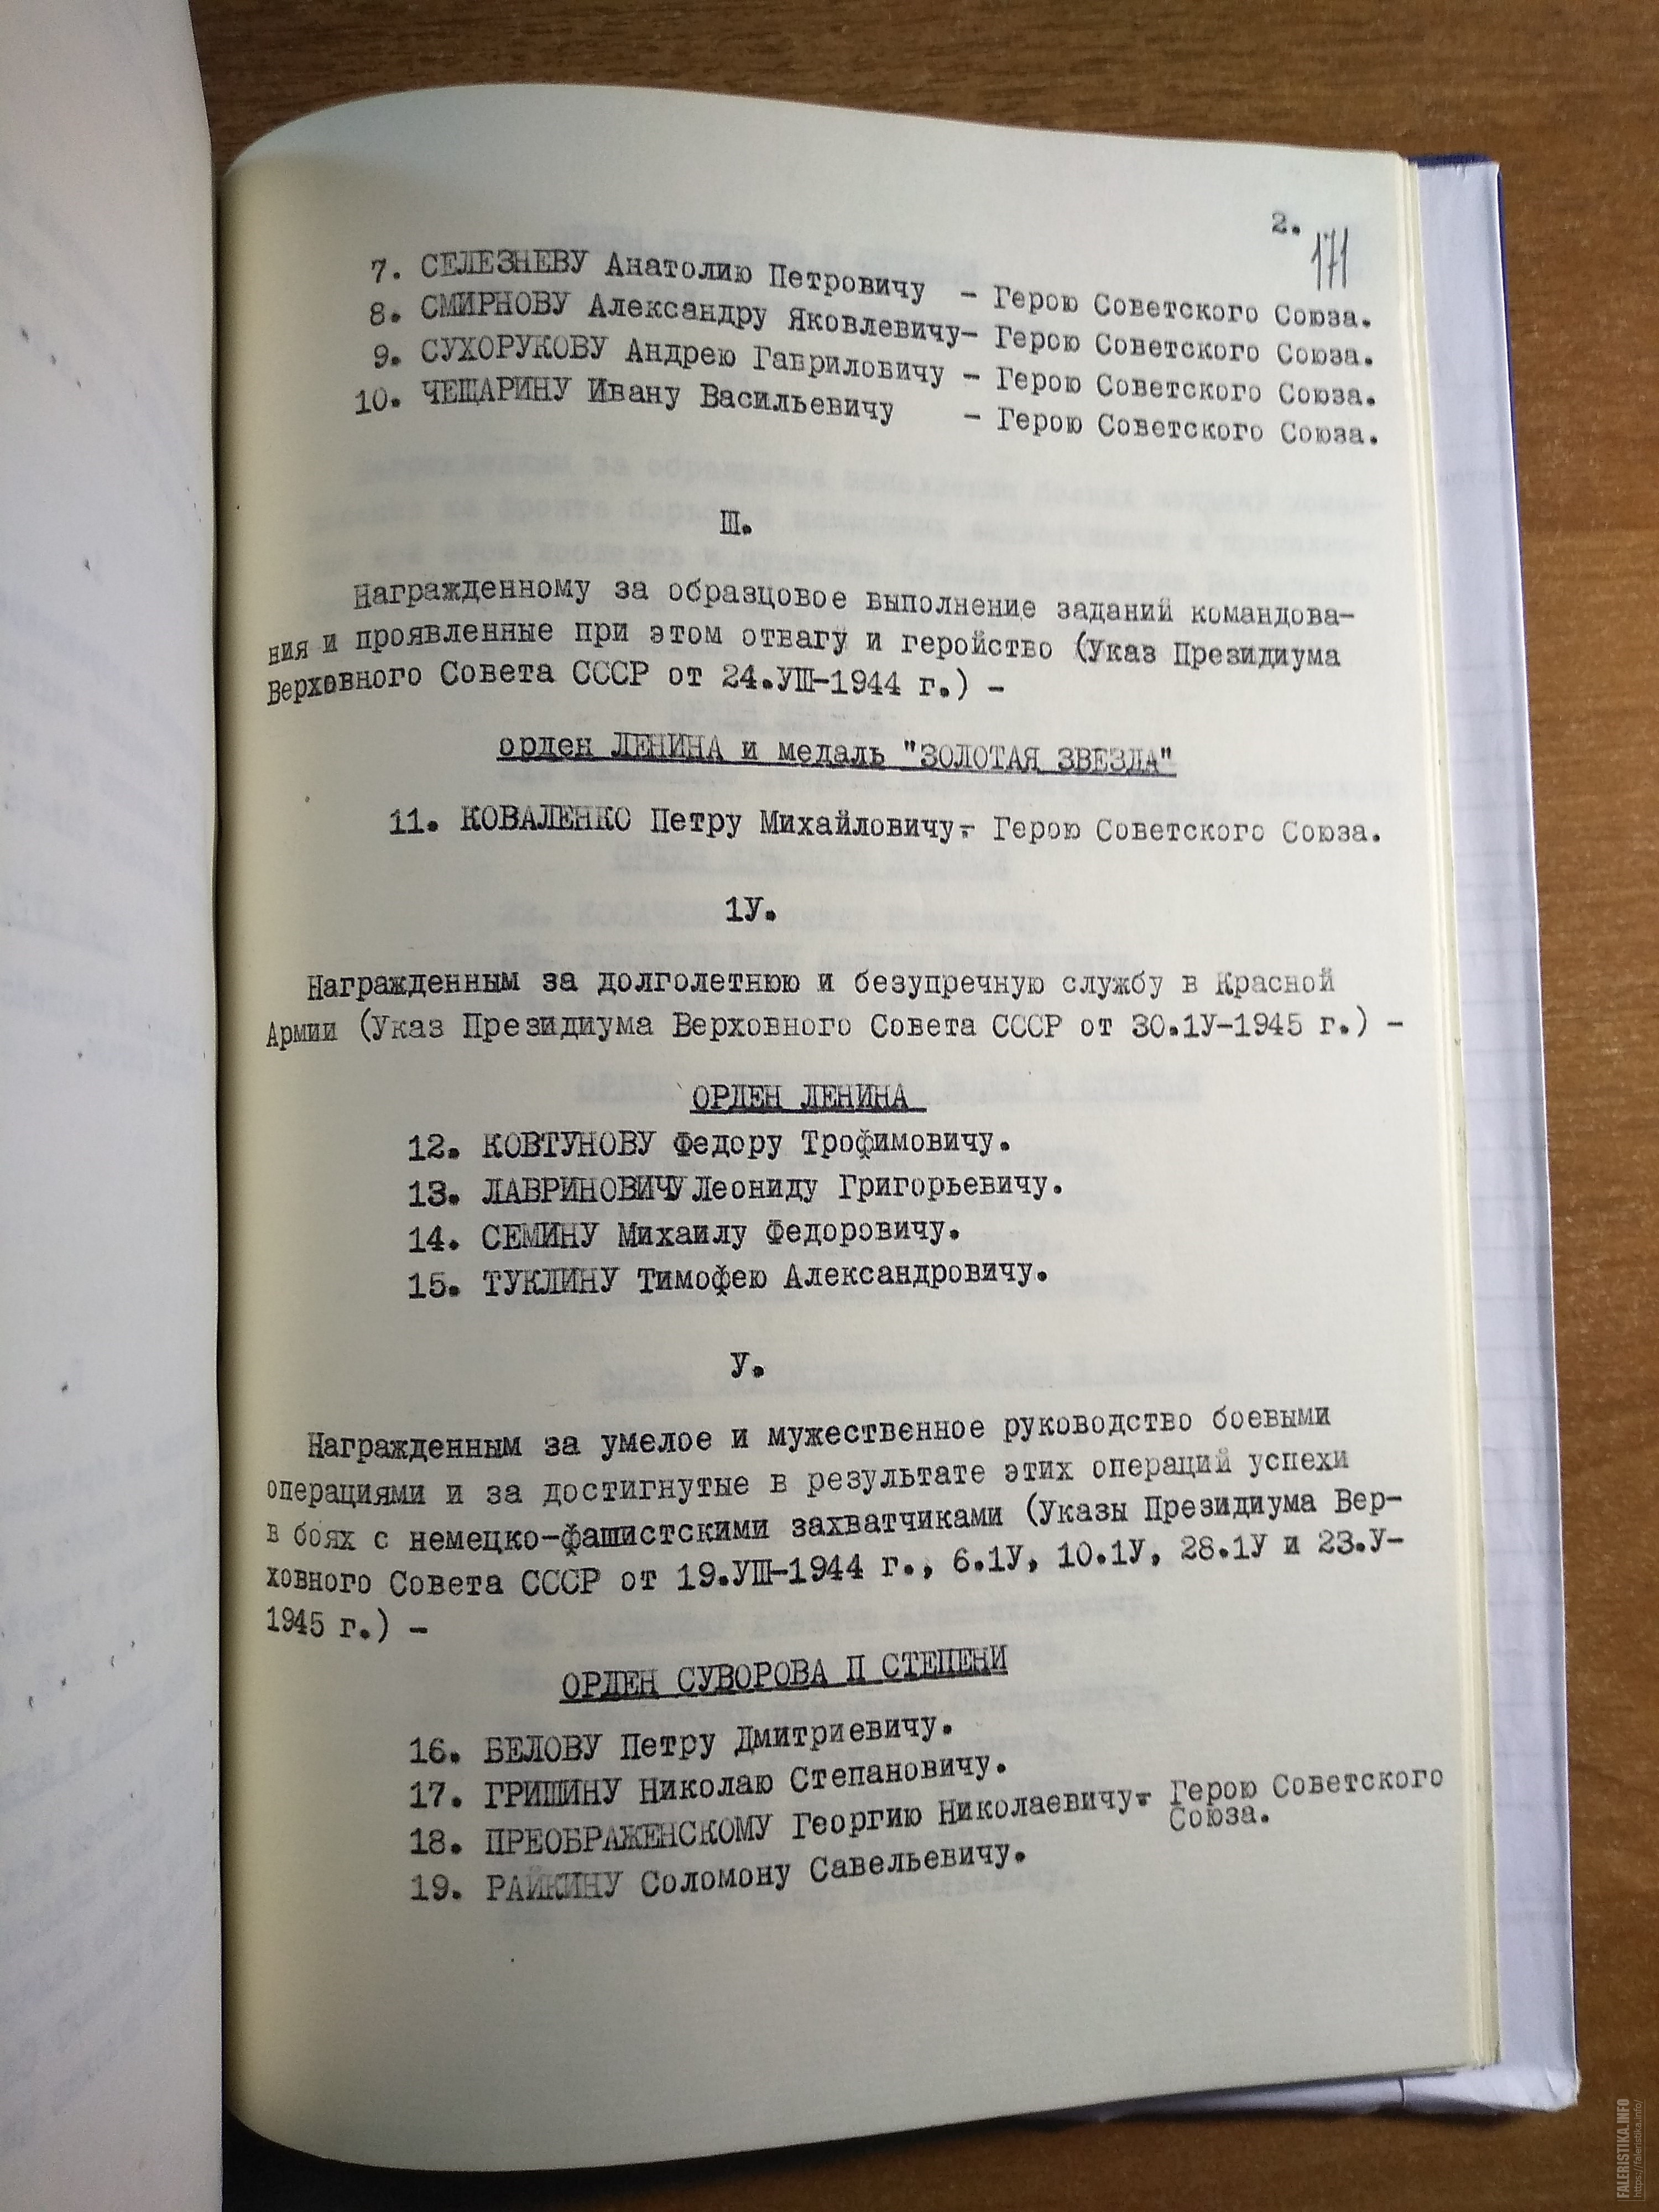 2.
171
7. СЕЛЕЗНЕВУ Анатолию Петровичу - Герою Советского Союза.
8. СМИРНОВУ Александру Яковлевичу- Герою Советского Союза.
9. СУХОРУКОВУ Андрею Гавриловичу - Герою Советского Союза.
10. ЧЕЩАРИНУ Ивану Васильевичу - Герою Советского Союза.
Ш.
Награжденному за образцовое выполнение заданий командова-
ния и проявленные при этом отвагу и геройство (Указ Президиума
Верховного Совета СССР от 24.УШ-1944 г.) -
орден ЛЕНИНА и медаль "ЗОЛОТАЯ ЗВЕЗДА"
11. КОВАЛЕНКО Петру Михайловичу- Герою Советского Союза.
1У.
Награжденным за долголетнюю и безупречную службу в Красной
Армии (Указ Президиума Верховного Совета СССР от 30.1У-1945 г.) -
ОРДЕН ЛЕНИНА
12. КОВТУНОВУ Федору Трофимовичу.
13. ЛАВРИНОВИЧУ Леониду Григорьевичу.
14. СЕМИНУ Михаилу Федоровичу.
15. ТУКЛИНУ Тимофею Александровичу.
У.
Награжденным за умелое и мужественное руководство боевыми
операциями и за достигнутые в результате этих операций успехи
в боях с немецко-фашистскими захватчиками (Указы Президиума Вер-
ховного Совета СССР от 19.УШ-1944 г., 6.1У, 10.1У, 28.1У и 23.У-
1945 г.) -
ОРДЕН СУВОРОВА П СТЕПЕНИ
16. БЕЛОВУ Петру Дмитриевичу.
17. ГРИШИНУ Николаю Степановичу.
18. ПРЕОБРАЖЕНСКОМУ Георгию Николаевичу- Герою Советского
Союза.
19. РАЙКИНУ Соломону Савельевичу.
FALERISTIKA.INFO
https://faleristika.info/